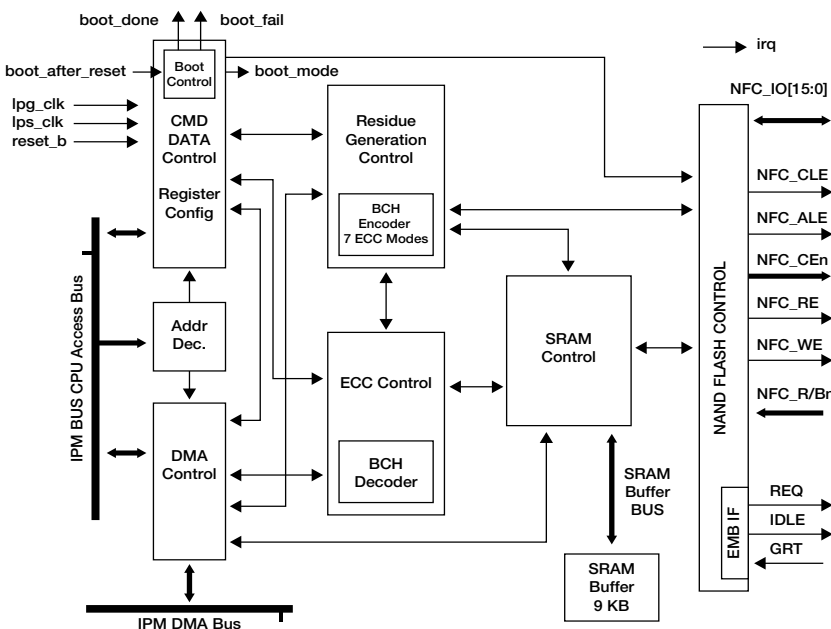 boot_done
boot_fail
boot_after_reset
Boot
Control
boot_mode
irq
lpg_clk
lps_clk
reset_b
CMD
DATA
Control
Register
Config
Residue
Generation
Control
BCH
Encoder
7 ECC Modes
NFC_IO[15:0]
NFC_CLE
NFC_ALE
NFC_CEn
NFC_RE
NFC_WE
NFC_R/Bn
NAND FLASH CONTROL
IPM BUS CPU Access Bus
Addr
Dec.
ECC Control
SRAM
Control
DMA
Control
BCH
Decoder
SRAM
Buffer
BUS
SRAM
Buffer
9 KB
EMB IF
REQ
IDLE
GRT
IPM DMA Bus